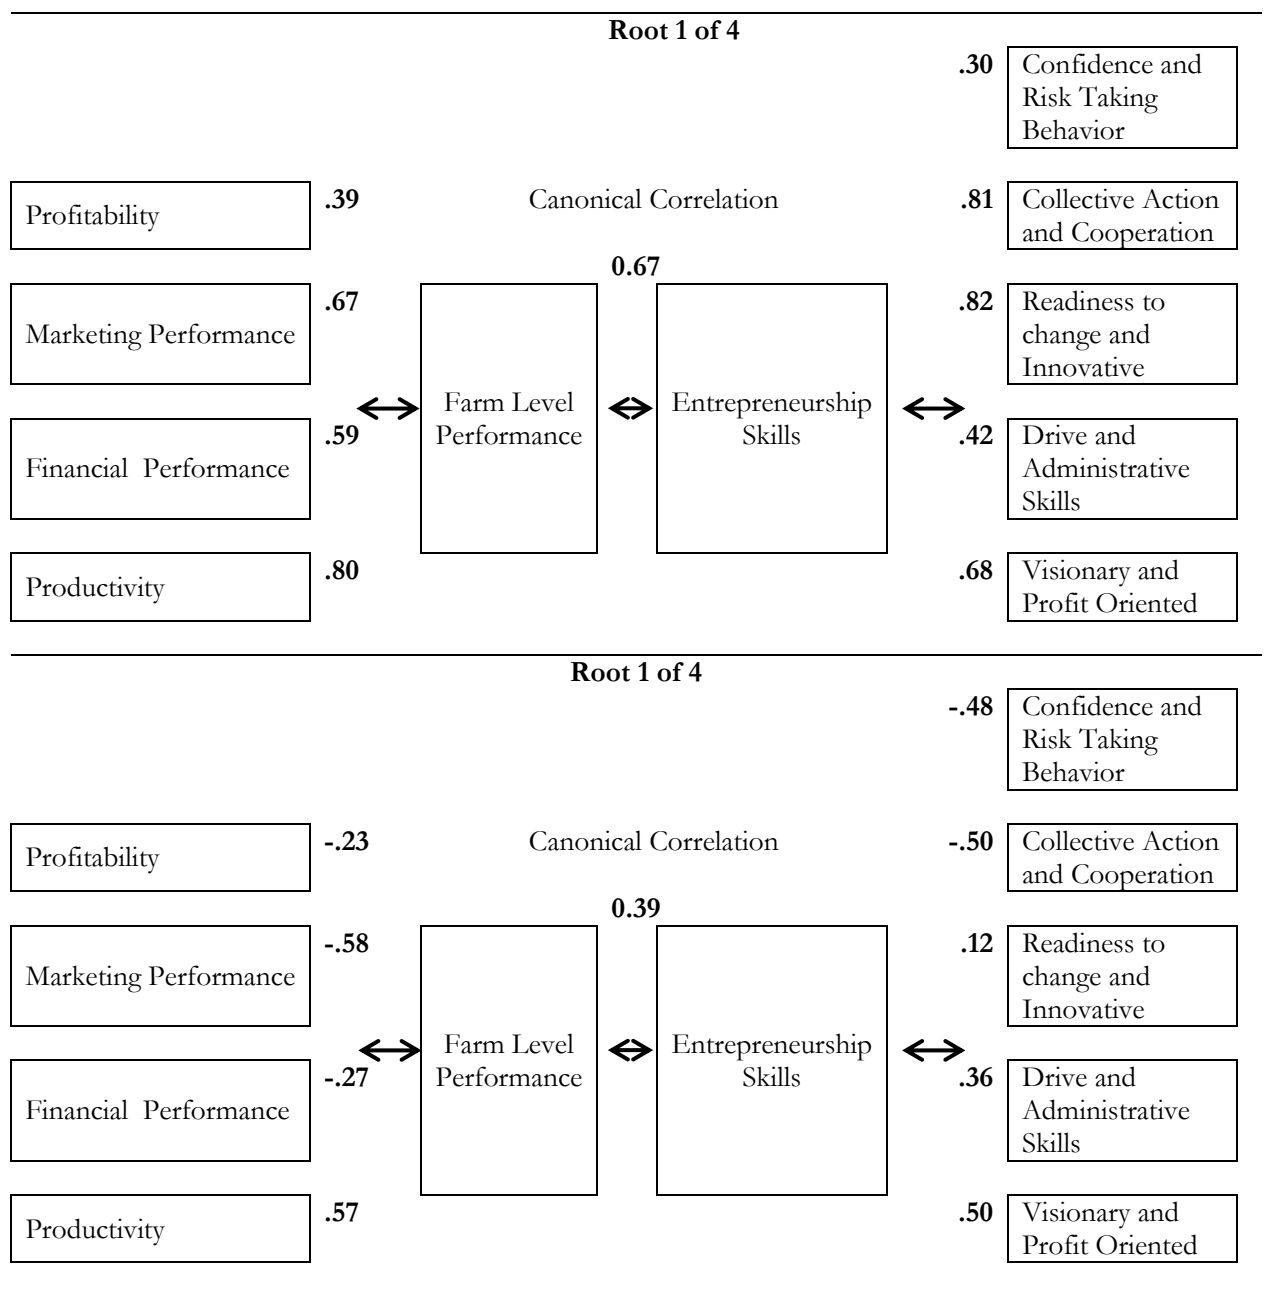 Root 1 of 4
.30
Confidence and
Risk Taking
Behavior
Profitability
.39
Canonical Correlation
.81
Collective Action
and Cooperation
0.67
Marketing Performance
.67
.82
Readiness to
change and
Innovative
Farm Level
Performance
Entrepreneurship
Skills
Financial  Performance
.59
.42
Drive and
Administrative
Skills
Productivity
.80
.68
Visionary and
Profit Oriented
Root 1 of 4
-.48
Confidence and
Risk Taking
Behavior
Profitability
-.23
Canonical Correlation
-.50
Collective Action
and Cooperation
0.39
Marketing Performance
-.58
.12
Readiness to
change and
Innovative
Farm Level
Performance
Entrepreneurship
Skills
Financial  Performance
-.27
.36
Drive and
Administrative
Skills
Productivity
.57
.50
Visionary and
Profit Oriented